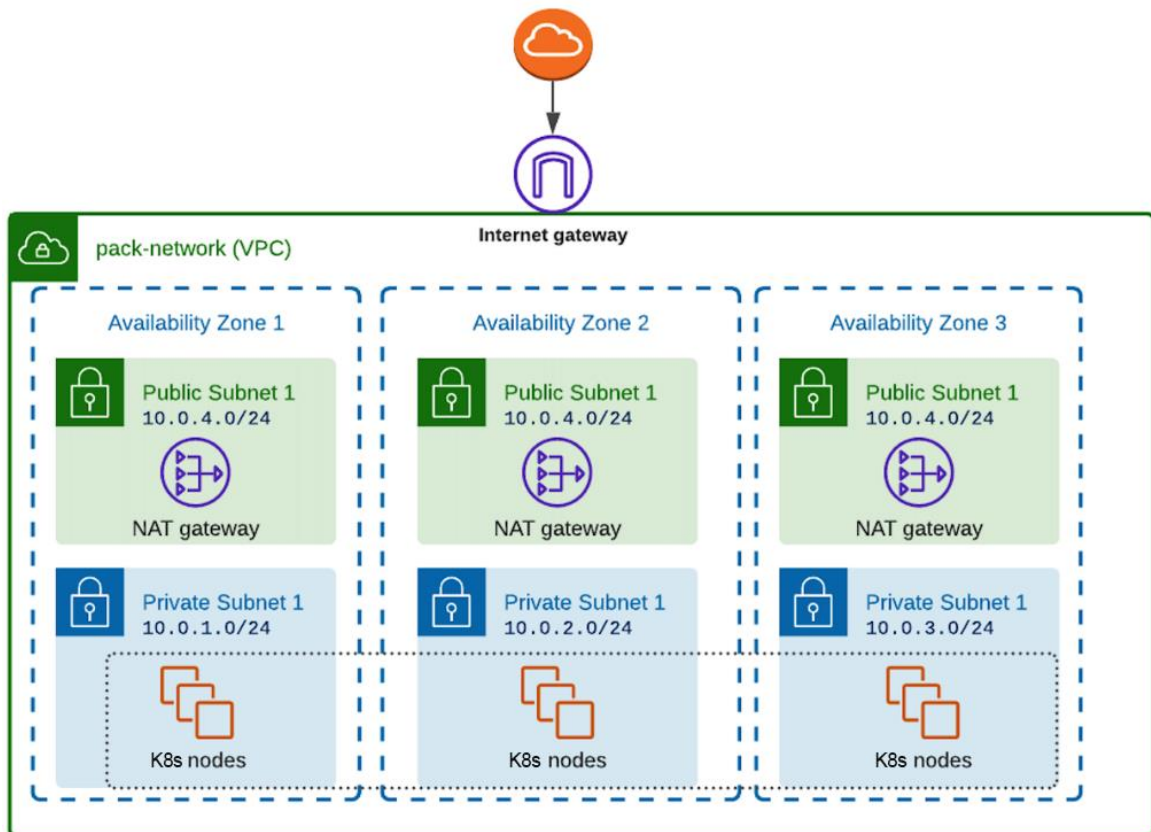 Internet gateway
pack-network (VPC)
Availability Zone 1
Availability Zone 2
Availability Zone 3
Public Subnet 1
10.0.4.0/24
NAT gateway
Public Subnet 1
10.0.4.0/24
NAT gateway
Public Subnet 1
10.0.4.0/24
NAT gateway
Private Subnet 1
10.0.1.0/24
K8s nodes
Private Subnet 1
10.0.2.0/24
K8s nodes
Private Subnet 1
10.0.3.0/24
K8s nodes